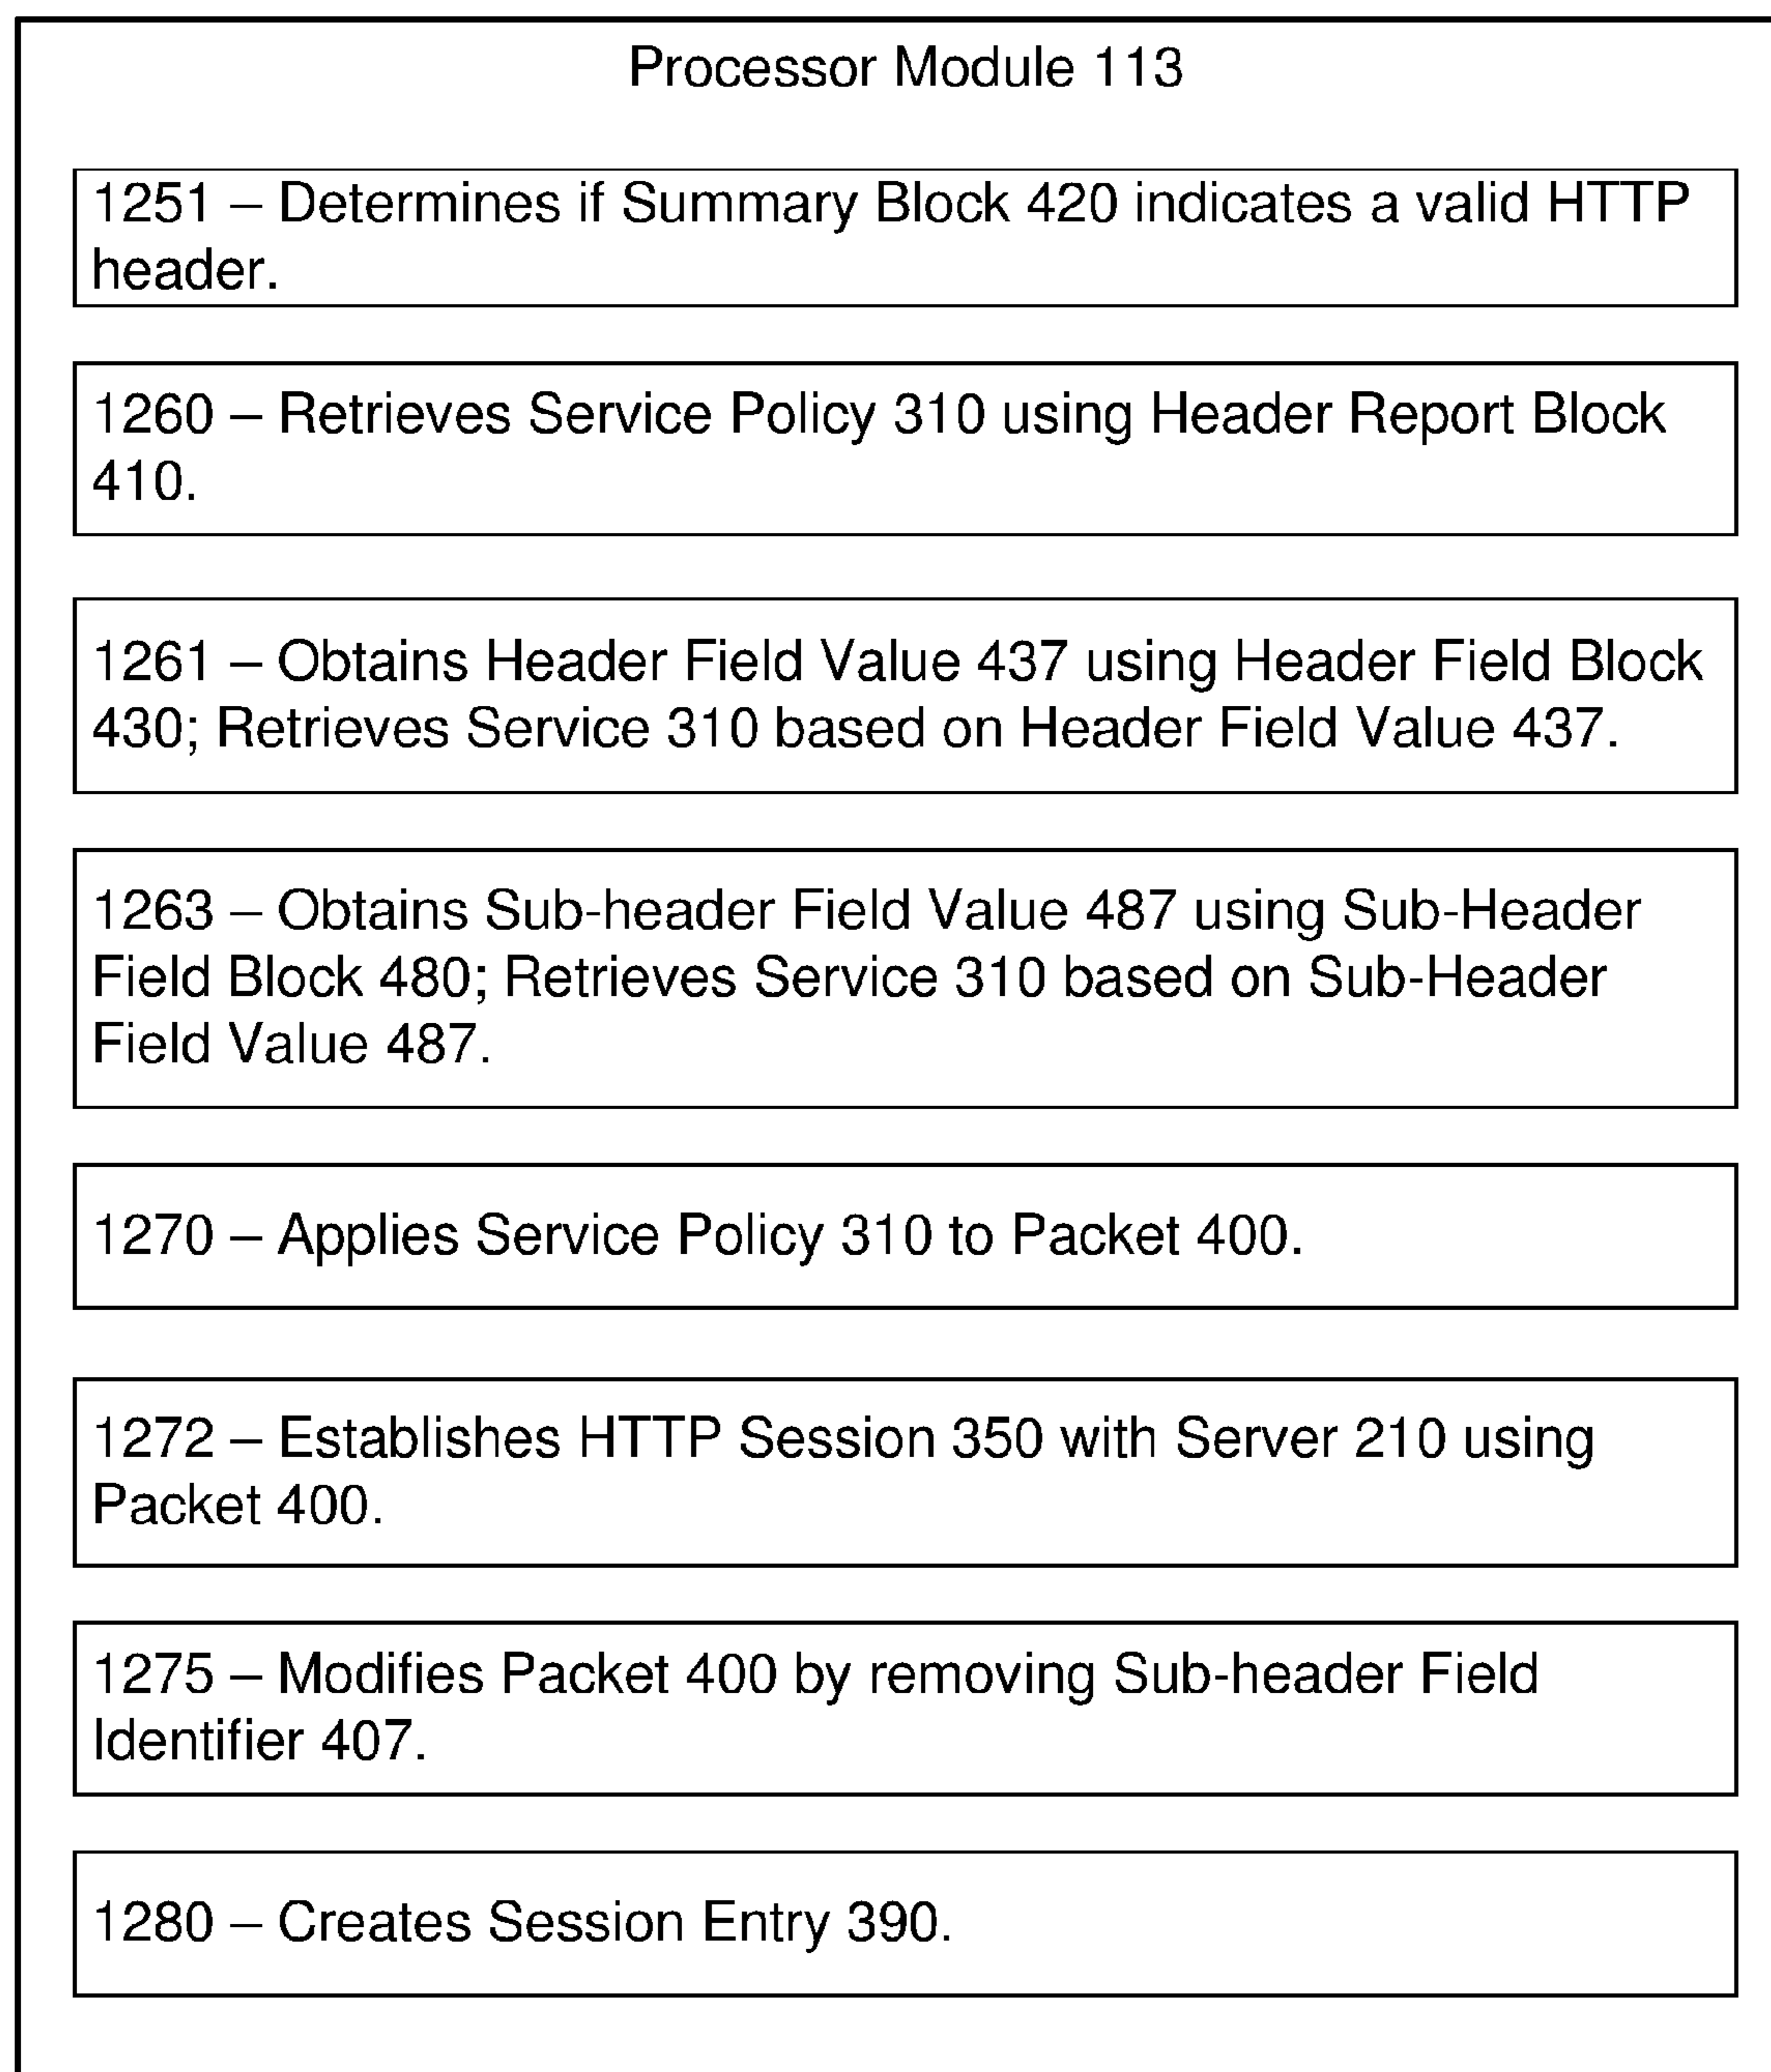 Processor Module 113
1251 – Determines if Summary Block 420 indicates a valid HTTP
header.
1260 – Retrieves Service Policy 310 using Header Report Block
410.
1261 – Obtains Header Field Value 437 using Header Field Block
430; Retrieves Service 310 based on Header Field Value 437.
1263 – Obtains Sub-header Field Value 487 using Sub-Header
Field Block 480; Retrieves Service 310 based on Sub-Header
Field Value 487.
1270 – Applies Service Policy 310 to Packet 400.
1272 – Establishes HTTP Session 350 with Server 210 using
Packet 400.
1275 – Modifies Packet 400 by removing Sub-header Field
Identifier 407.
1280 – Creates Session Entry 390.